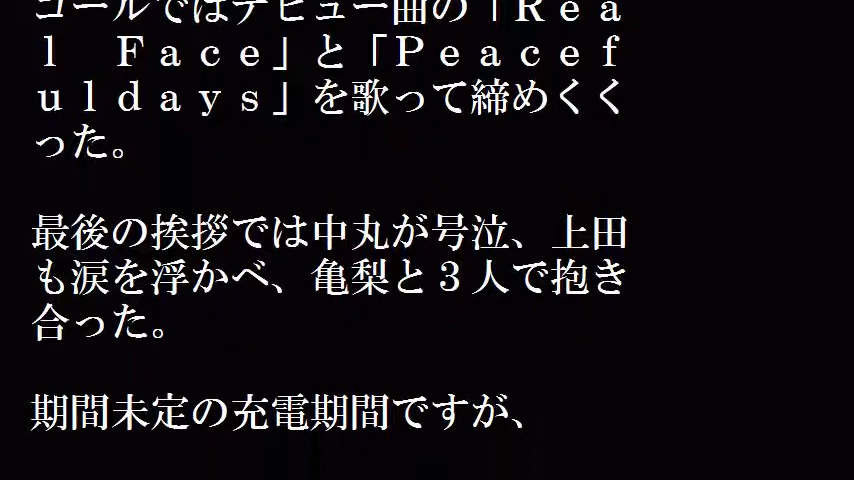 コールではデビュー曲の「Ｒｅａ
ｌ　Ｆａｃｅ」と「Ｐｅａｃｅｆ
ｕｌｄａｙｓ」を歌って締めくく
った。
最後の挨拶では中丸が号泣、上田
も涙を浮かべ、亀梨と３人で抱き
合った。
期間未定の充電期間ですが、